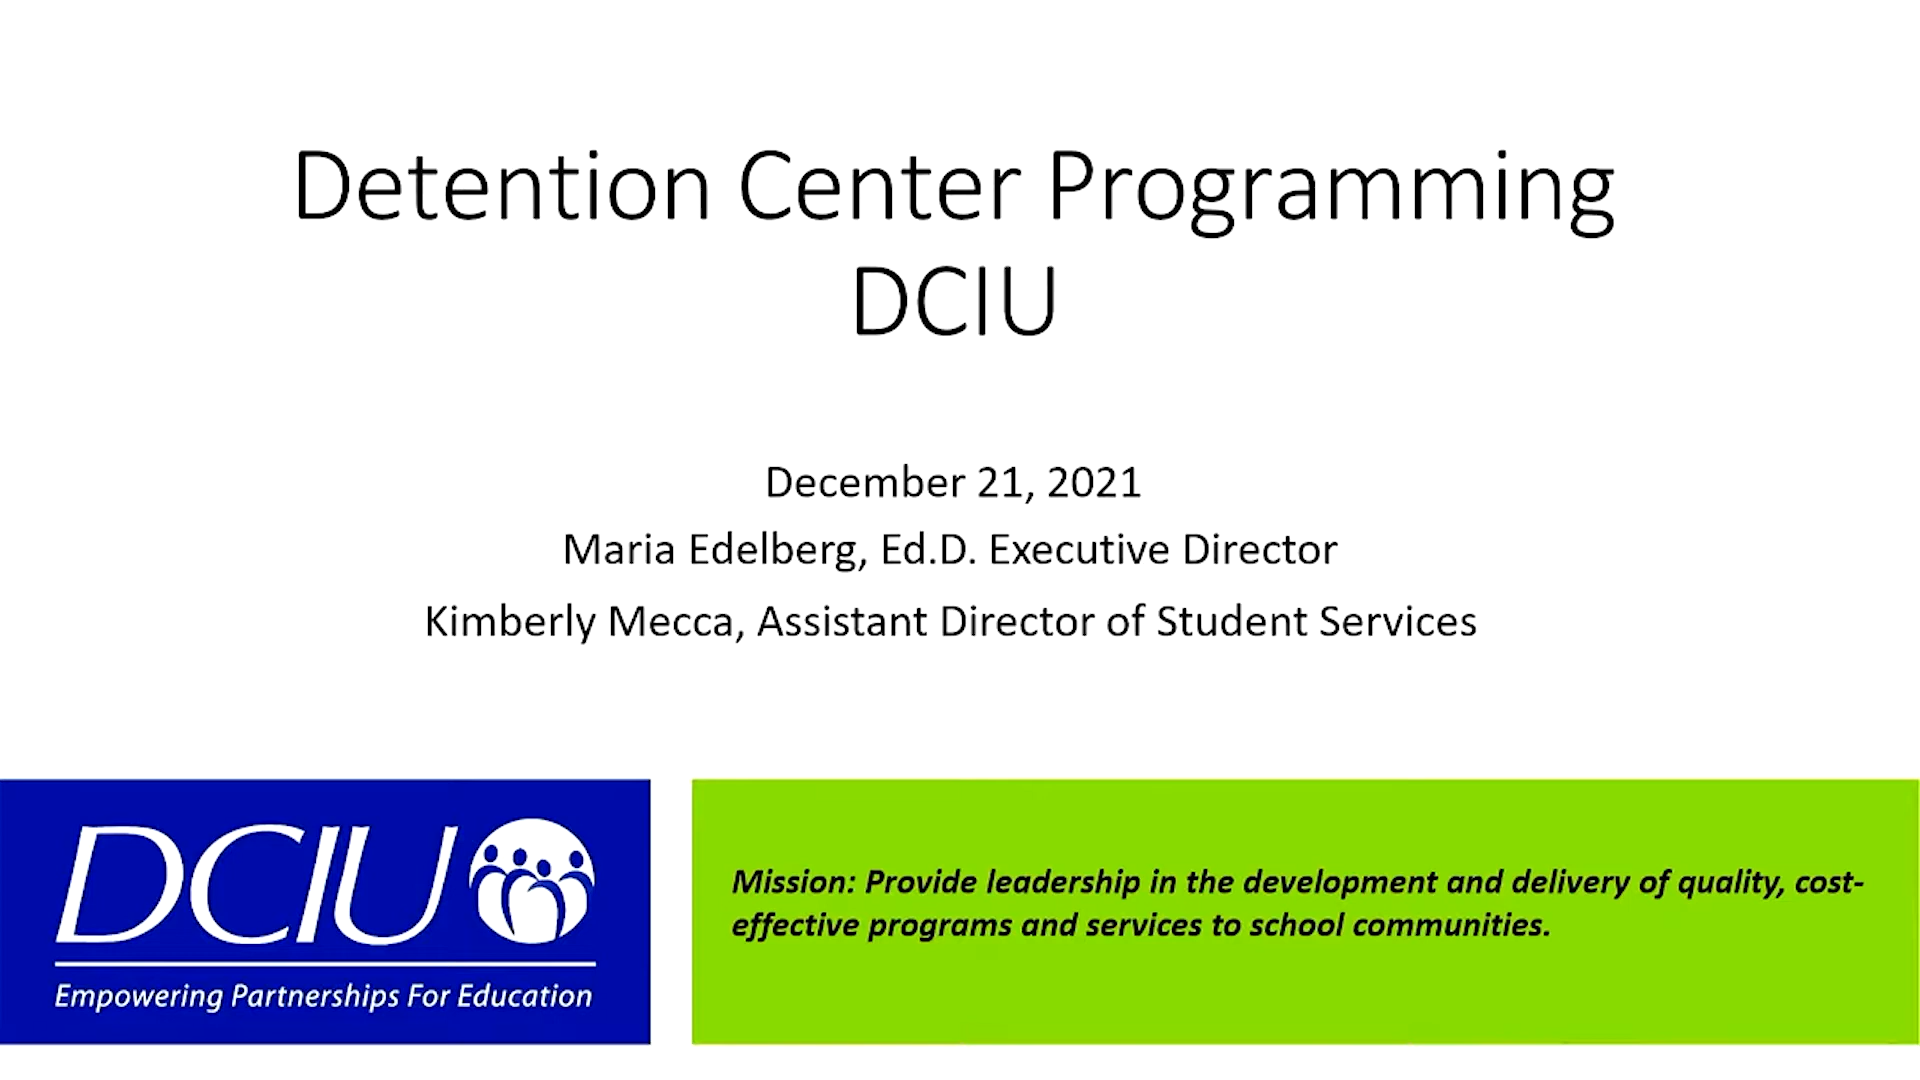 Detention Center Programming
DCIU
December 21, 2021
Maria Edelberg, Ed.D. Executive Director
Kimberly Mecca, Assistant Director of Student Services
DCIU
Empowering Partnerships For Education
Mission: Provide leadership in the development and delivery of quality, cost-
effective programs and services to school communities.